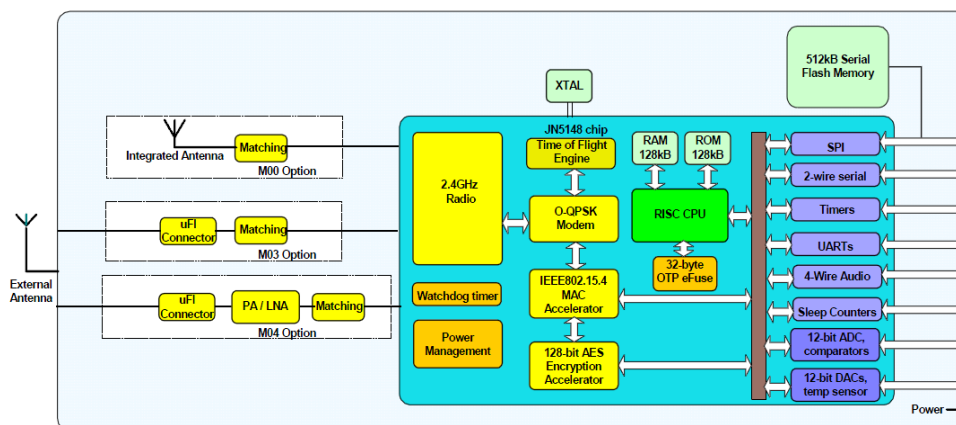 512kB Serial
Flash Memory
XTAL
JN5148 chip
Integrated Antenna
Matching
M00 Option
uFl
Connector
Matching
M03 Option
External
Antenna
uFl
Connector
PA / LNA
Matching
M04 Option
2.4GHz
Radio
Watchdog timer
Power
Management
Time of Flight
Engine
O-QPSK
Modem
IEEE802.15.4
MAC
Accelerator
128-bit AES
Encryption
Accelerator
RAM
128kB
ROM
128kB
RISC CPU
32-byte
OTP eFuse
SPI
2-wire serial
Timers
UARTs
4-Wire Audio
Sleep Counters
12-bit ADC,
comparators
12-bit DACs,
temp sensor
Power